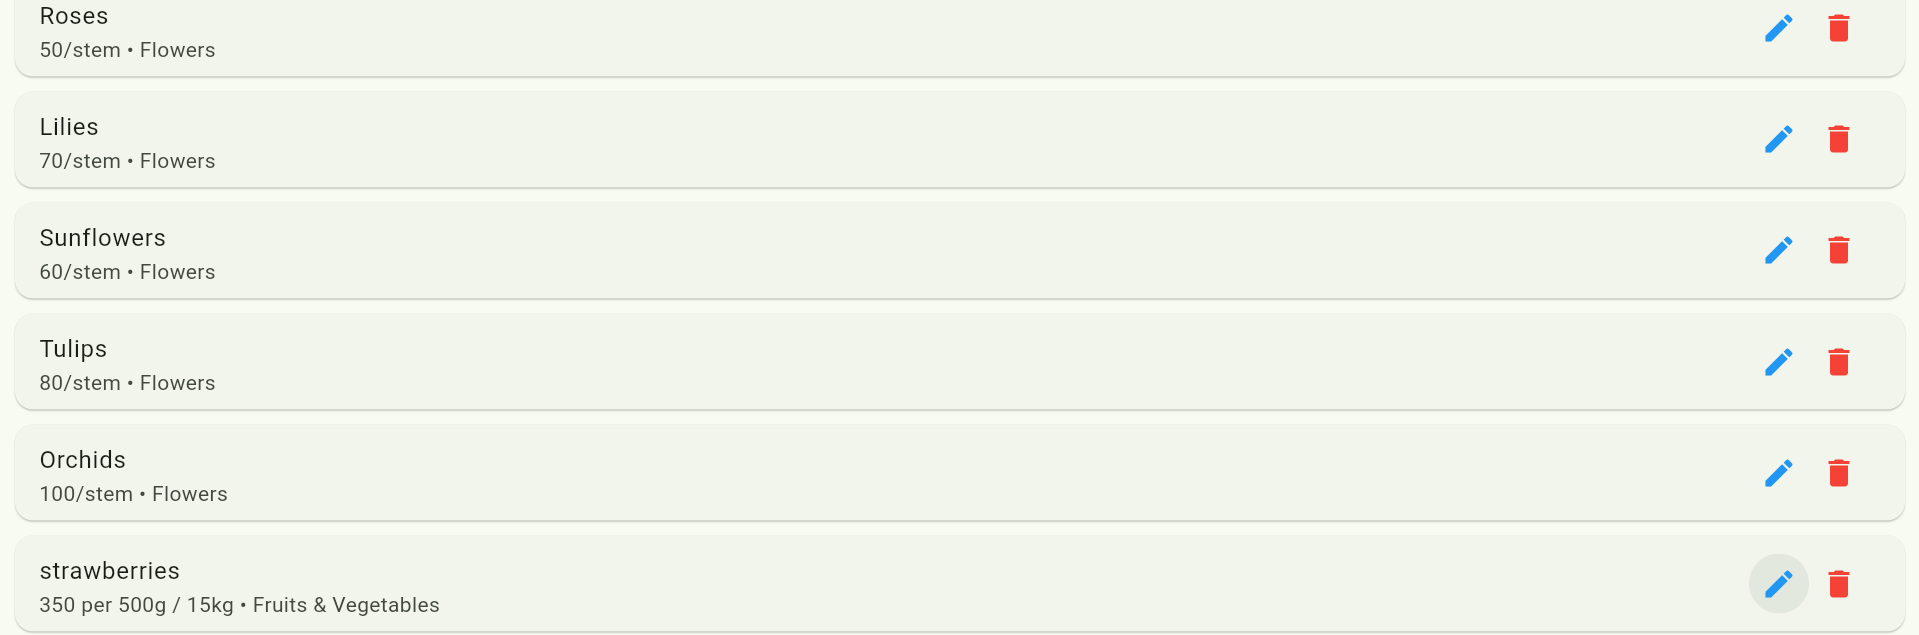 Roses
50/stem • Flowers
Lilies
70/stem • Flowers
Sunflowers
60/stem • Flowers
Tulips
80/stem • Flowers
Orchids
100/stem • Flowers
strawberries
350 per 500g / 15kg • Fruits & Vegetables